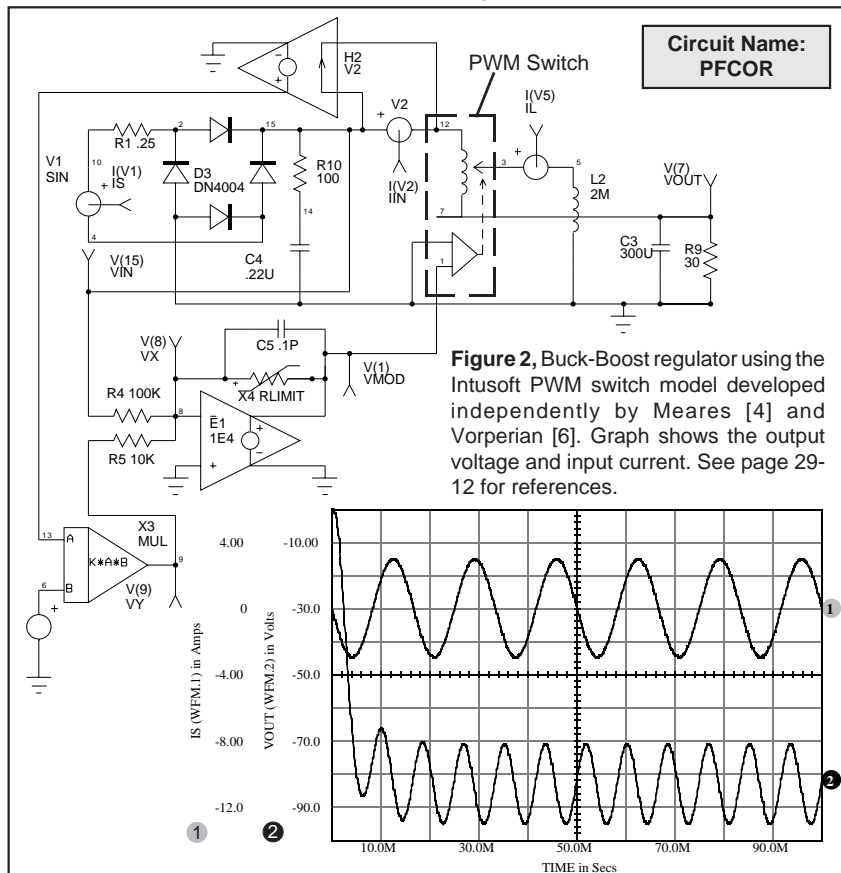 Circuit Name:
PFCOR
H2
V2
PWM Switch
I(V5)
IL
2
15
+
V2
12
R1 .25
V1
SIN
10
+
I(V1)
IS
D3
DN4004
R10
100
I(V2)
IIN
3
+
5
L2
2M
V(7)
VOUT
14
7
4
C4
.22U
1
C3
300U
R9
30
V(15)
VIN
V(8)
VX
C5 .1P
V(1)
VMOD
X4 RLIMIT
R4 100K
8
E1
1E4
R5 10K
Figure 2, Buck-Boost regulator using the
Intusoft PWM switch model developed
independently by Meares [4] and
Vorperian [6]. Graph shows the output
voltage and input current. See page 29-
12 for references.
X3
MUL
13
A
K*A*B
9
6
B
V(9)
VY
4.00
-10.00
0
-30.0
1
-4.00
-50.0
-8.00
-70.0
-12.0
-90.0
2
IS (WFM.1) in Amps
VOUT (WFM.2) in Volts
1
2
10.0M
30.0M
50.0M
70.0M
90.0M
TIME in Secs